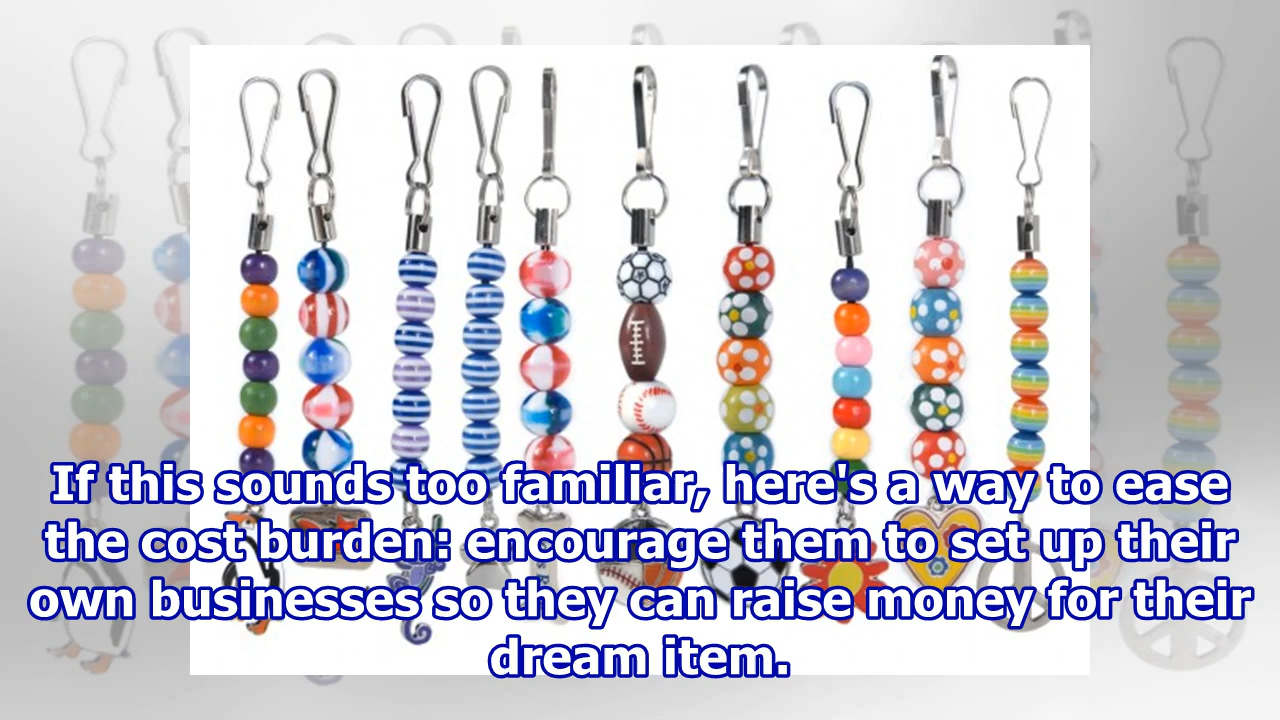 If this sounds too familiar, here's a way to ease
the cost burden: encourage them to set up their
own businesses so they can raise money for their
dream item.